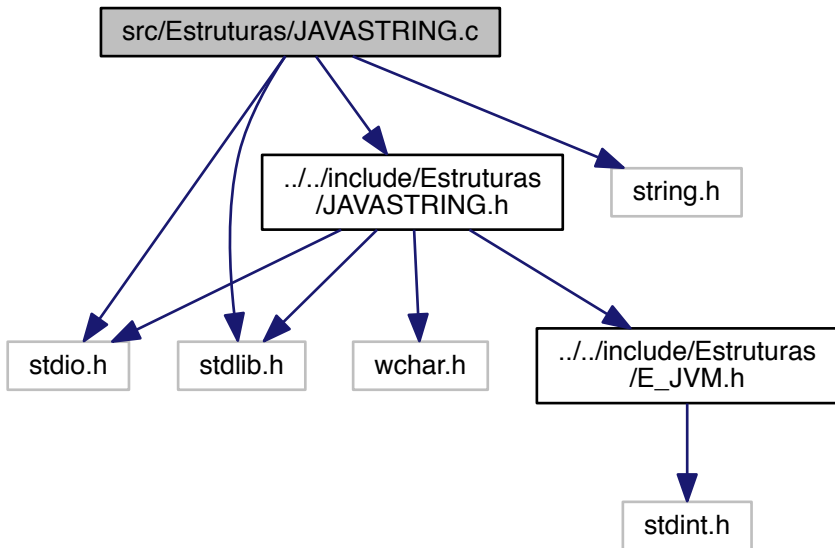 src/Estruturas/JAVASTRING.c
../../include/Estruturas
/JAVASTRING.h
string.h
stdio.h
stdlib.h
wchar.h
../../include/Estruturas
/E_JVM.h
stdint.h